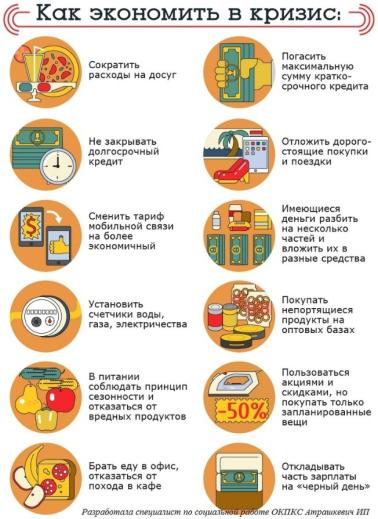 Как экономить в кризис:
Сократить
расходы на досуг
Погасить
максимальную
сумму кратко-
срочного кредита
Не закрывать
долгосрочный
кредит
Отложить дорого-
стоящие покупки
и поездки
Сменить тариф
мобильной связи
на более
экономичный
Имеющиеся
деньги разбить
на несколько
частей и
вложить их в
разные средства
Установить
счетчики воды,
газа, электричества
Покупать
непортящиеся
продукты на
оптовых базах
В питании
соблюдать принцип
сезонности и
отказаться от
вредных продуктов
-50%
Пользоваться
акциями и
скидками, но
покупать только
запланированные
вещи
Брать еду в офис,
отказаться от
похода в кафе
Откладывать
часть зарплаты
на «черный день»
Разработала специалист по социальной работе ОКПКС Атрашкевич ИП